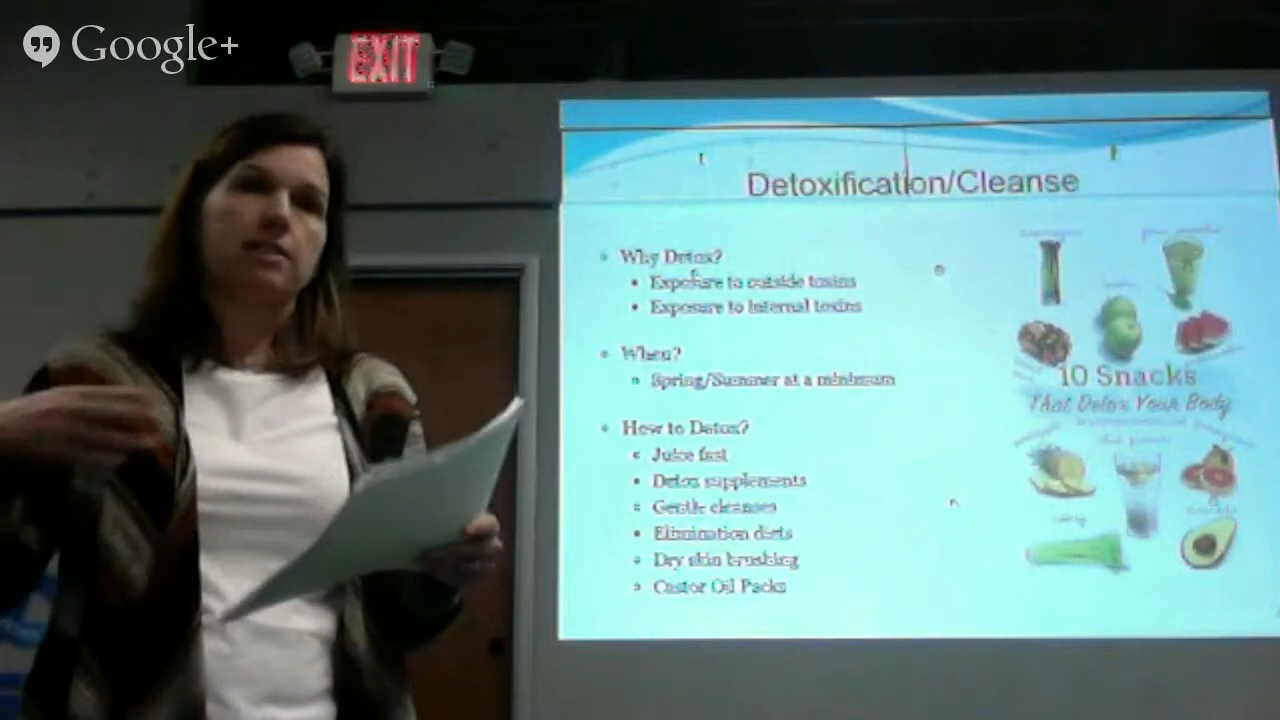 Google+
EXIT
Detoxification/Cleanse
Why Detox?
Exposure to outside toxins
Exposure to internal toxins
When?
Spring/Summer at a minimum
How to Detox?
Juice fast
Detox supplements
Gentle cleanses
Elimination diets
Dry skin brushing
Castor Oil Packs
10 Snacks
That Detox Your Body